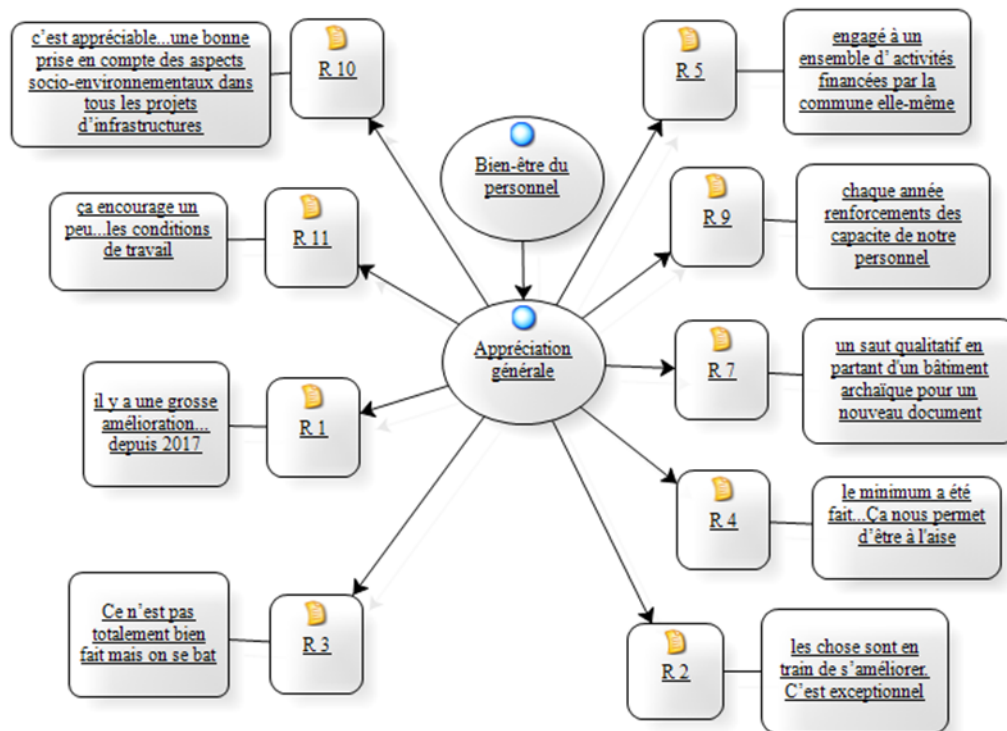 c'est appréciable...une bonne
prise en compte des aspects
socio-environnementaux dans
tous les projets
d'infrastructures
R 10
R 5
engagé à un
ensemble d' activités
financées par la
commune elle-même
Bien-être du
personnel
ça encourage un
peu...les conditions
de travail
R 11
R 9
chaque année
renforcements des
capacite de notre
personnel
Appréciation
générale
R 7
un saut qualitatif en
partant d'un bâtiment
archaïque pour un
nouveau document
il y a une grosse
amélioration...
depuis 2017
R 1
R 4
le minimum a été
fait...Ça nous permet
d'être à l'aise
Ce n'est pas
totalement bien
fait mais on se bat
R 3
R 2
les chose sont en
train de s'améliorer.
C'est exceptionnel